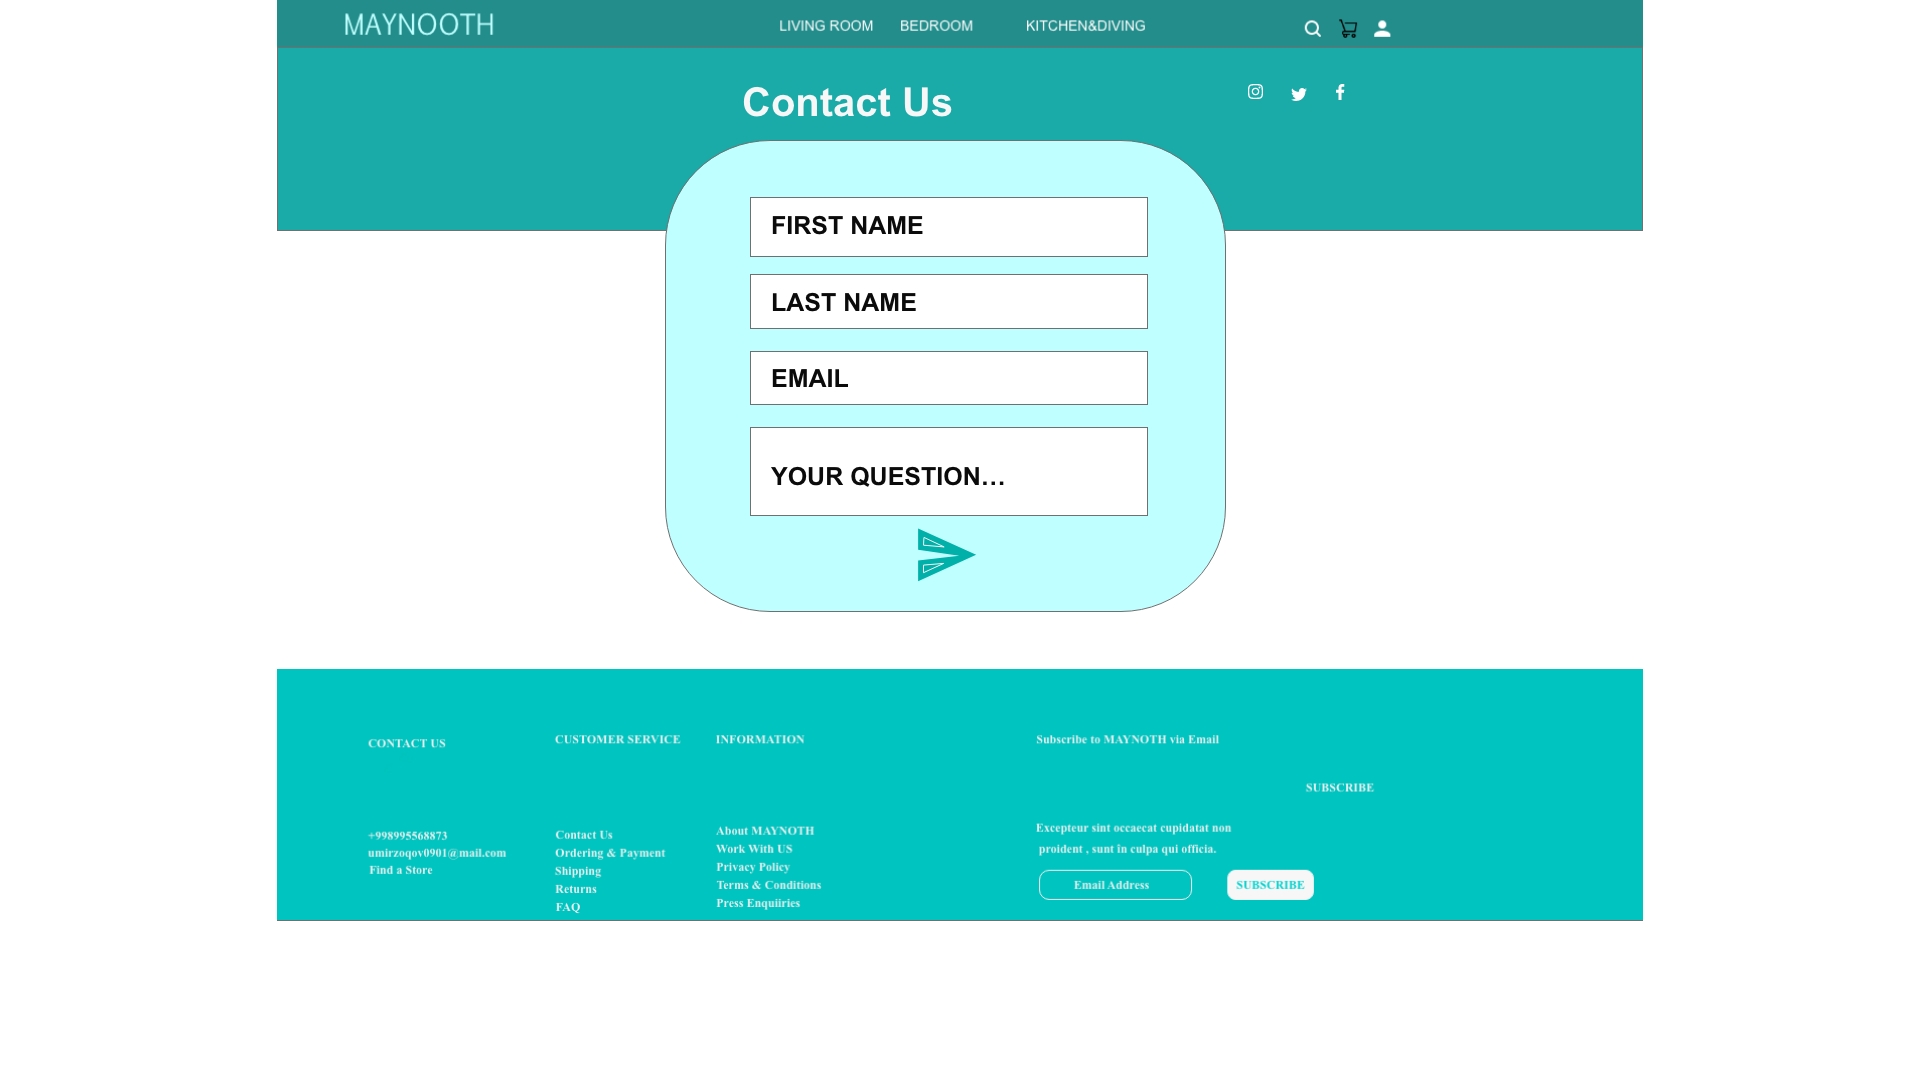 MAYNOOTH
LIVING ROOM
BEDROOM
KITCHEN&DIVING
Contact Us
FIRST NAME
LAST NAME
EMAIL
YOUR QUESTION...
CONTACT US
+998995568873
umirzoqov0901@mail.com
Find a Store
CUSTOMER SERVICE
Contact Us
Ordering & Payment
Shipping
Returns
FAQ
INFORMATION
About MAYNOTH
Work With US
Privacy Policy
Terms & Conditions
Press Enquiiries
Subscribe to MAYNOTH via Email
SUBSCRIBE
Excepteur sint occaecat cupidatat non
proident , sunt in culpa qui officia.
Email Address
SUBSCRIBE